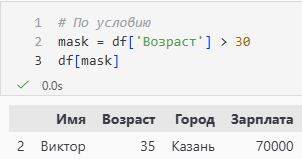 1 # По условию
2 mask = df['Возраст'] > 30
3 df[mask]
0.0s
Имя Возраст Город Зарплата
2 Виктор 35 Казань 70000